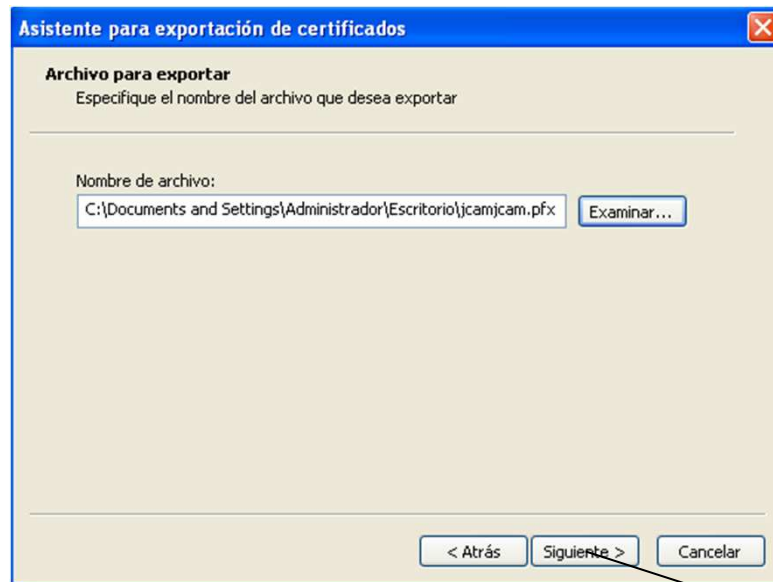 Asistente para exportación de certificados
Archivo para exportar
Especifique el nombre del archivo que desea exportar
Nombre de archivo:
C:\Documents and Settings\Administrador\Escritorio\jcamjcam.pfx Examinar...
< Atrás Siguiente > Cancelar